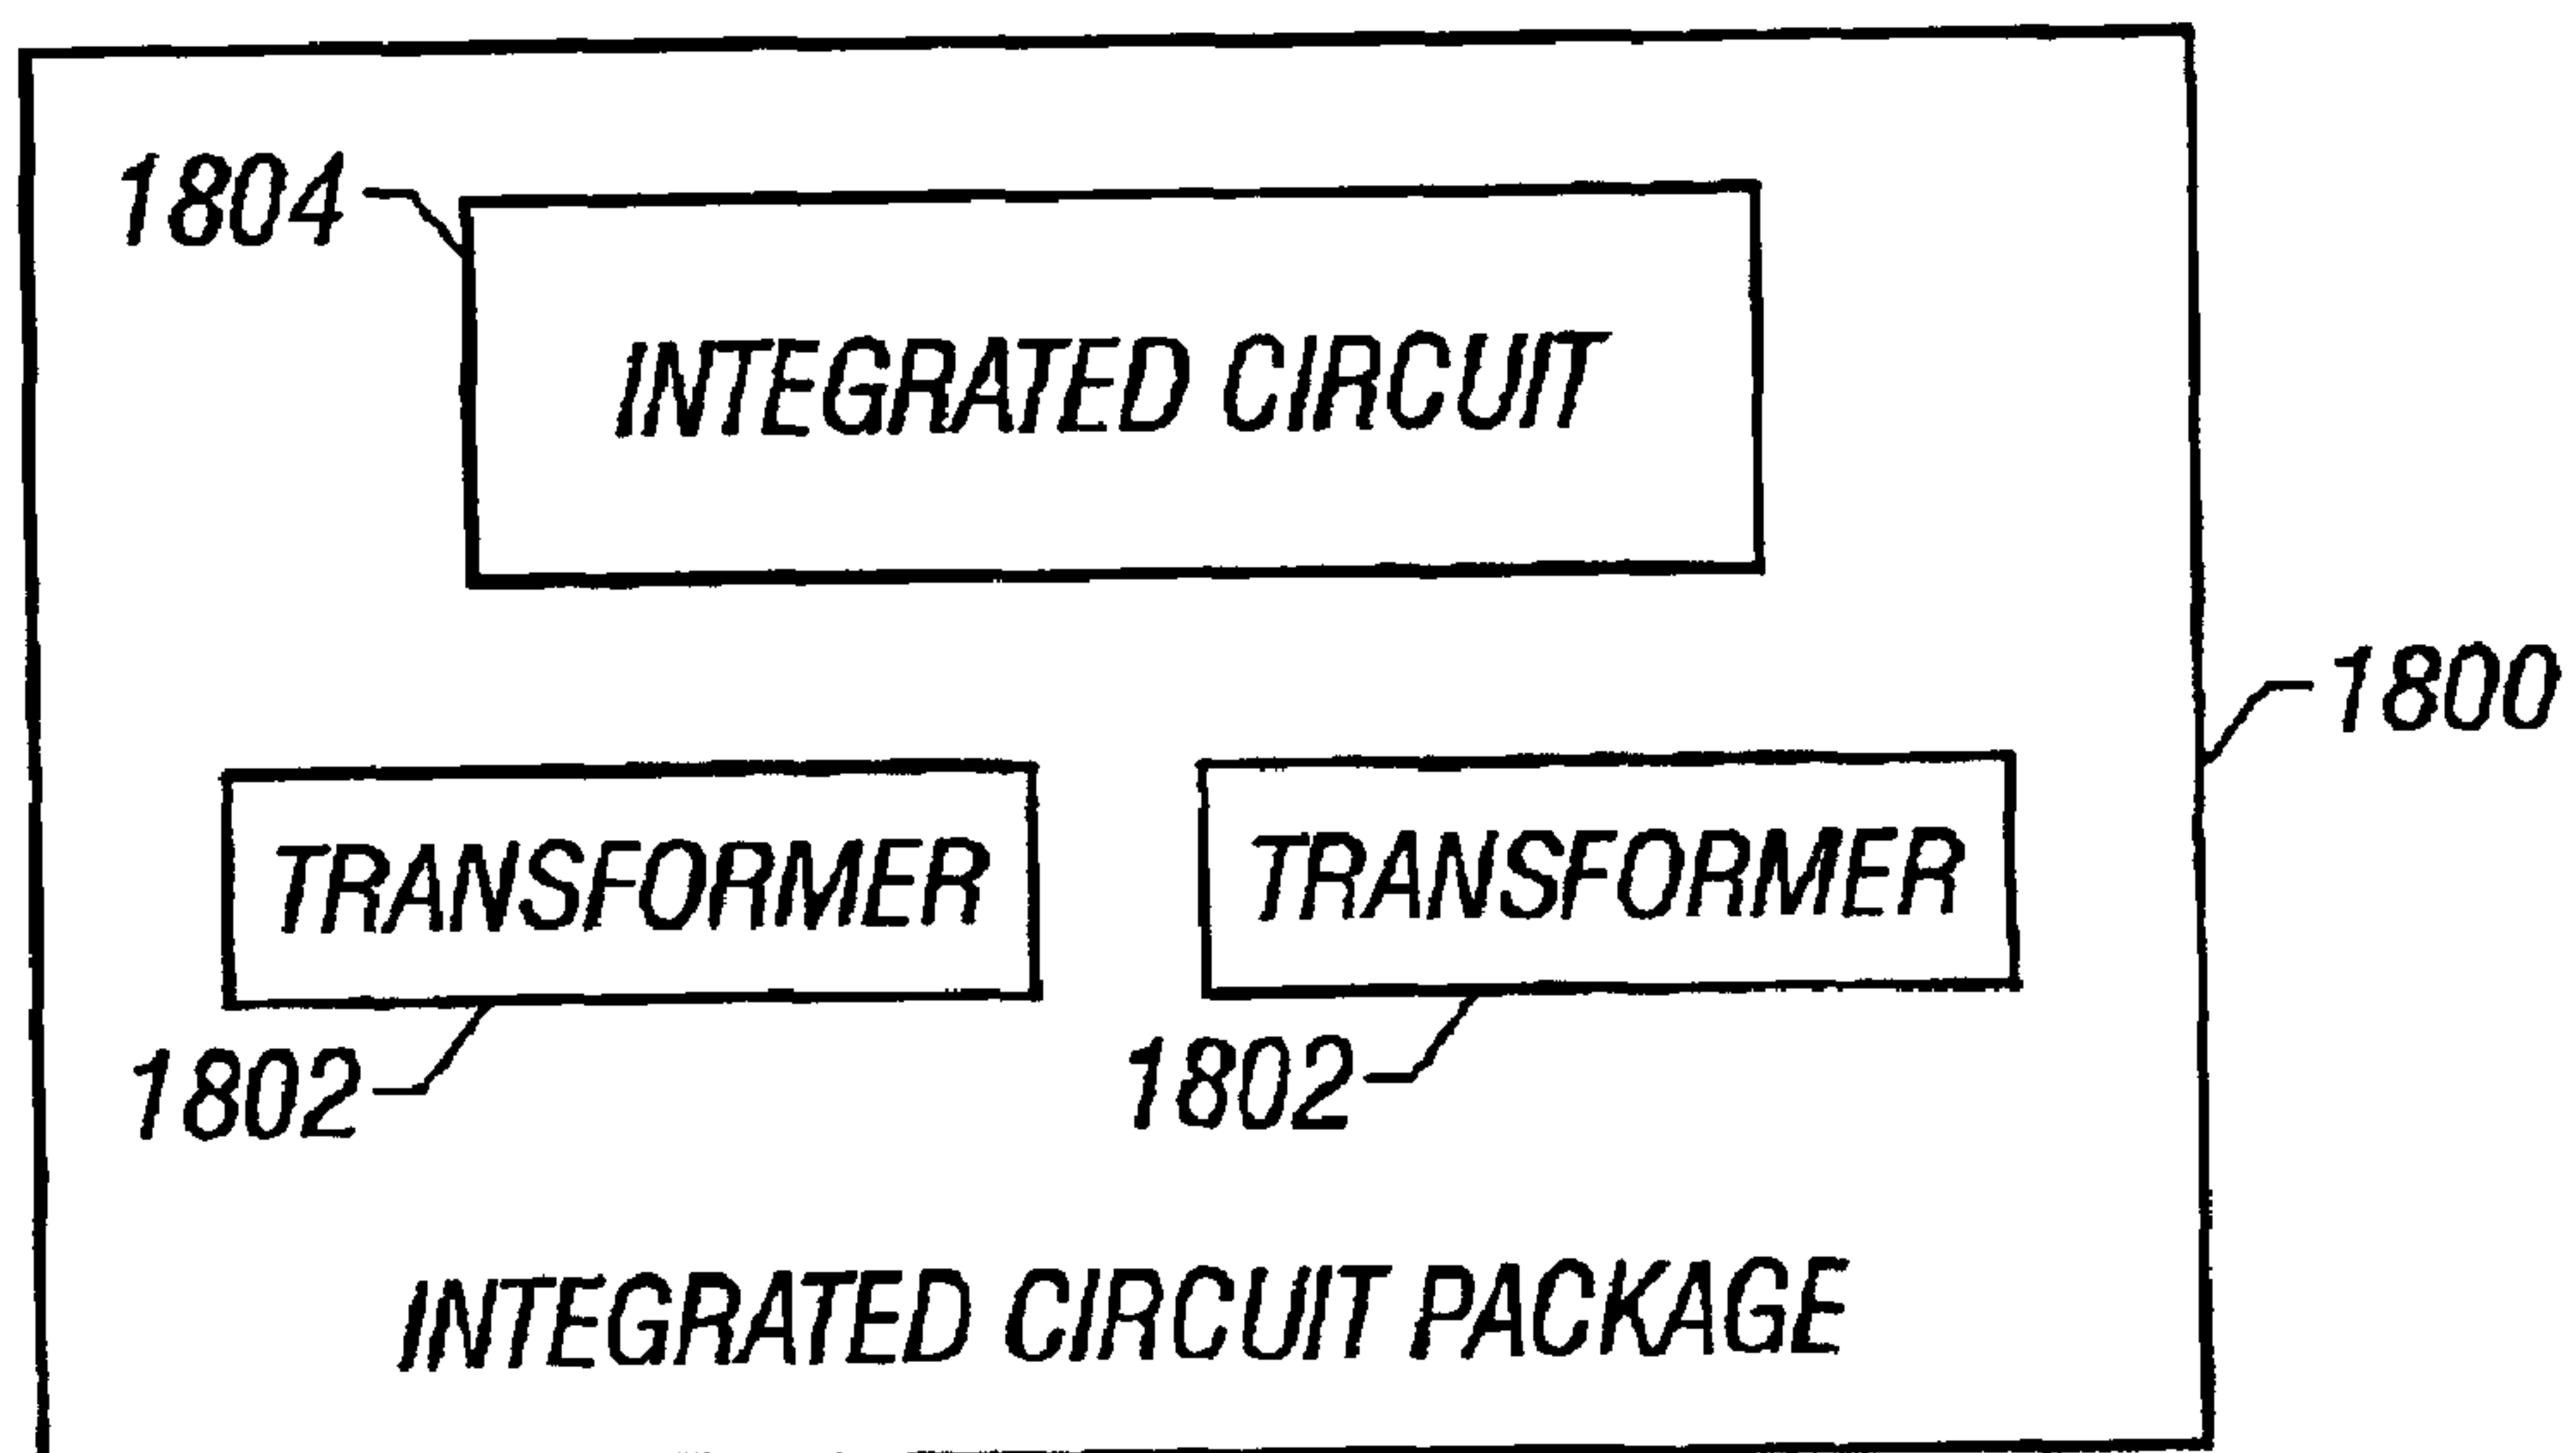 1804
INTEGRATED CIRCUIT
1800
TRANSFORMER
TRANSFORMER
1802
1802
INTEGRATED CIRCUIT PACKAGE